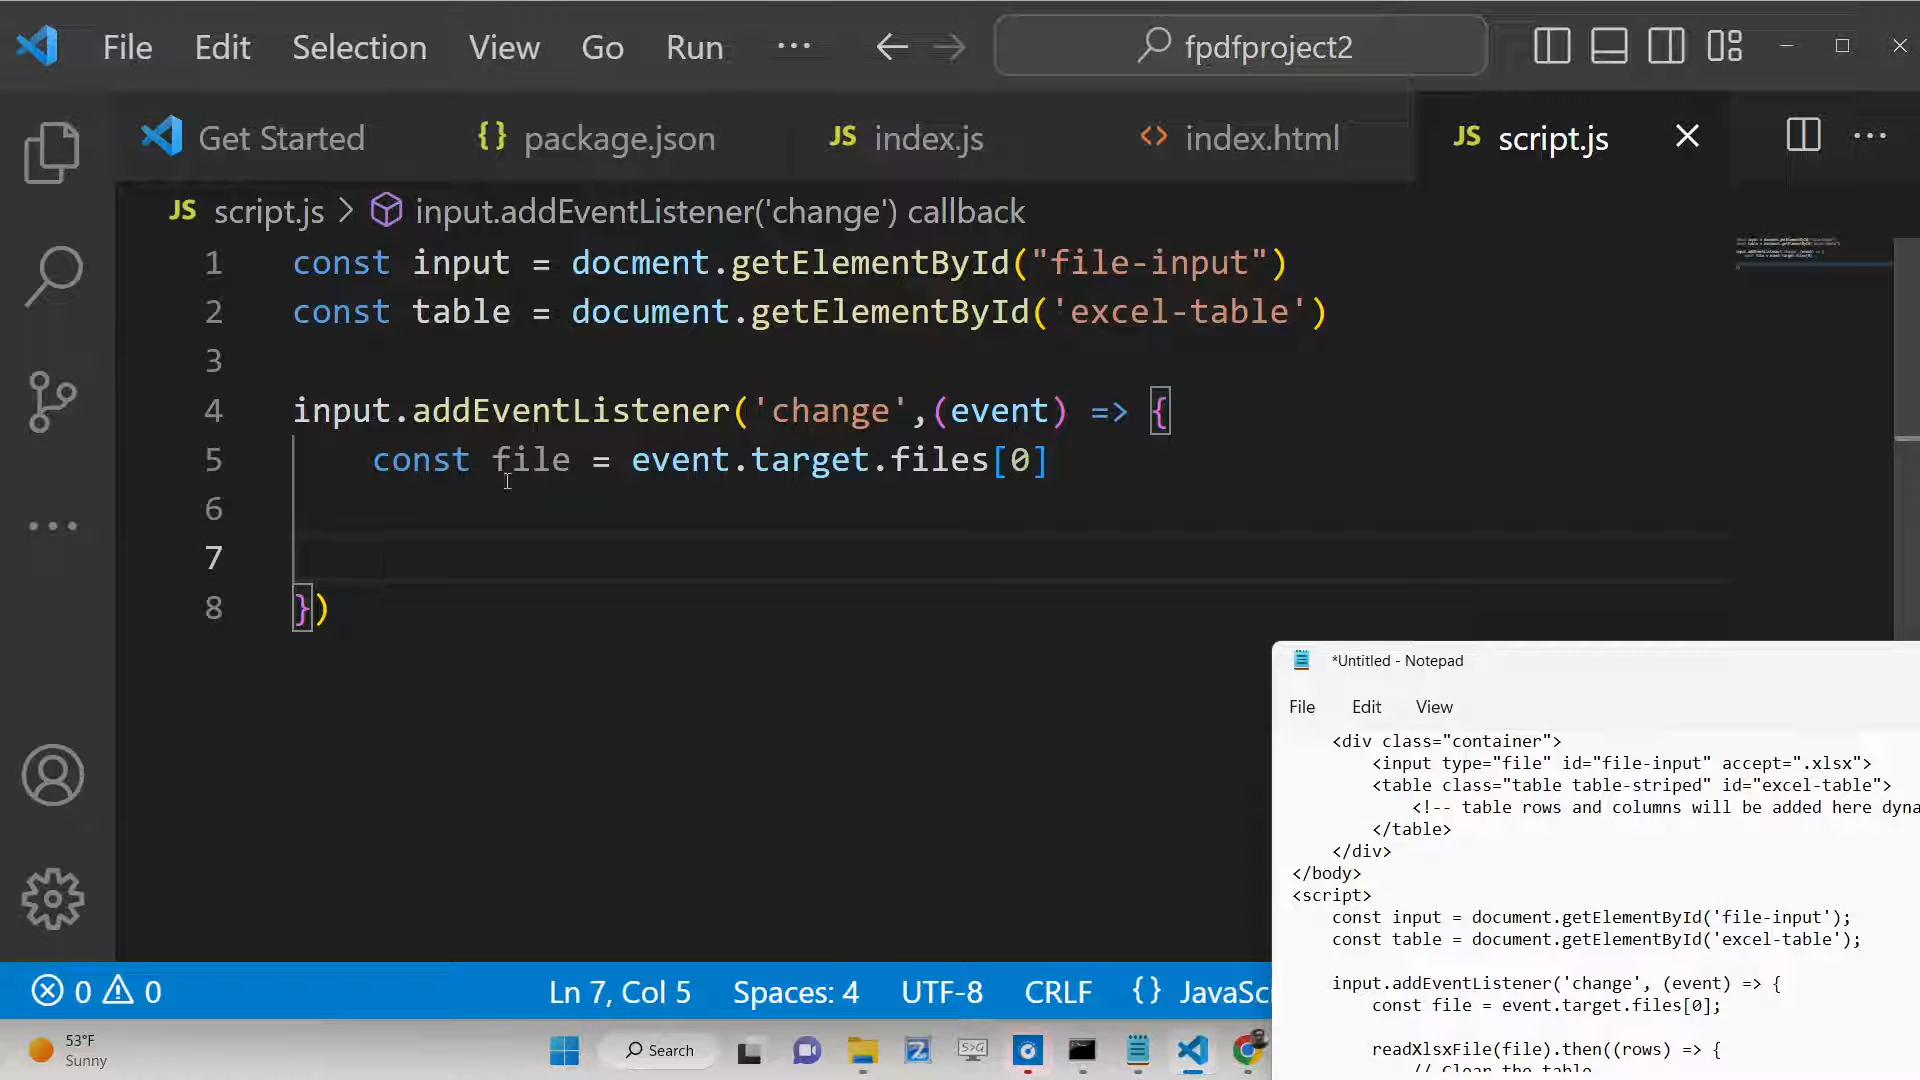 File Edit Selection View Go Run ··· fpdfproject2
Get Started {} package.json JS index.js <> index.html JS script.js
JS script.js > input.addEventListener('change') callback
1 const input = docment.getElementById("file-input")
2 const table = document.getElementById('excel-table')
3
4 input.addEventListener('change',(event) => {
5 const file = event.target.files[0]
6
7
8 })
*Untitled - Notepad
File Edit View
<div class="container">
<input type="file" id="file-input" accept=".xlsx">
<table class="table table-striped" id="excel-table">
<!-- table rows and columns will be added here dyna
</table>
</div>
</body>
<script>
const input = document.getElementById('file-input');
const table = document.getElementById('excel-table');
input.addEventListener('change', (event) => {
const file = event.target.files[0];
readXlsxFile(file).then((rows) => {
// Clear the table
0 0 Ln 7, Col 5 Spaces: 4 UTF-8 CRLF {} JavaSc
53°F
Sunny
Search